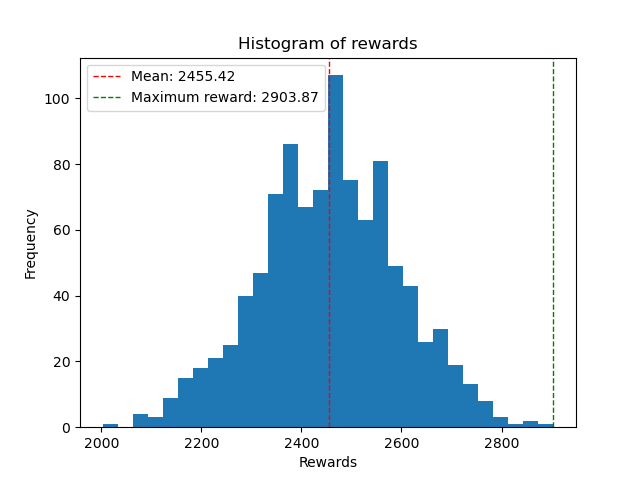 Histogram of rewards
Mean: 2455.42
Maximum reward: 2903.87
Frequency
100
80
60
40
20
0
2000 2200 2400 2600 2800
Rewards